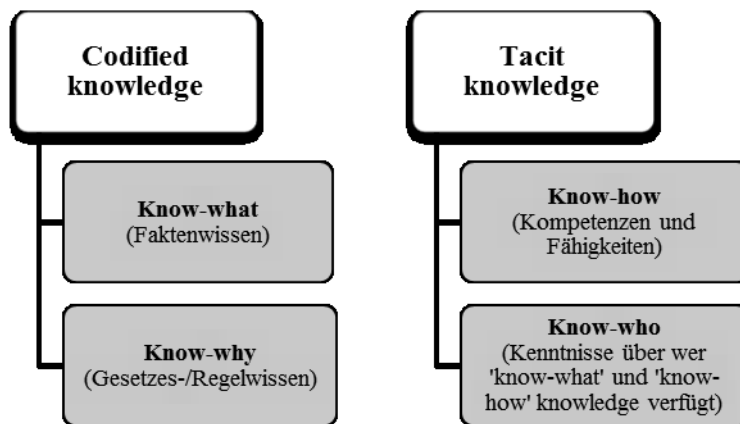 Codified
knowledge
Know-what
(Faktenwissen)
Know-why
(Gesetzes-/Regelwissen)
Tacit
knowledge
Know-how
(Kompetenzen und
Fähigkeiten)
Know-who
(Kenntnisse über wer
'know-what' und 'know-
how' knowledge verfügt)